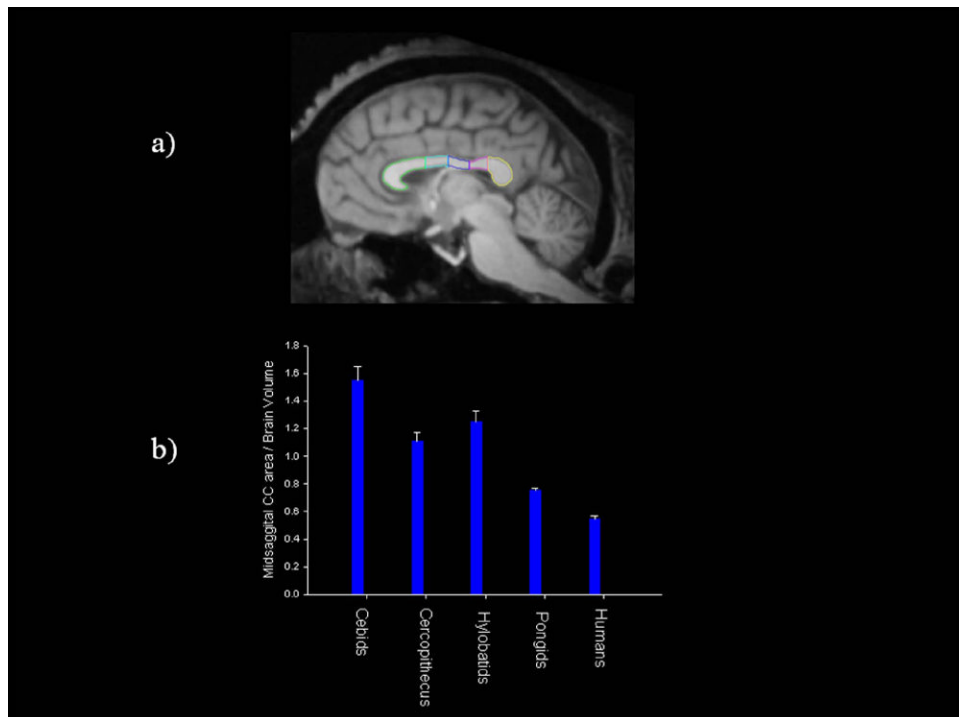 a)
b)
Midsaggital CC area / Brain Volume
1.8
1.6
1.4
1.2
1.0
0.8
0.6
0.4
0.2
0.0
Cebids
Cercopithecus
Hylobatids
Pongids
Humans